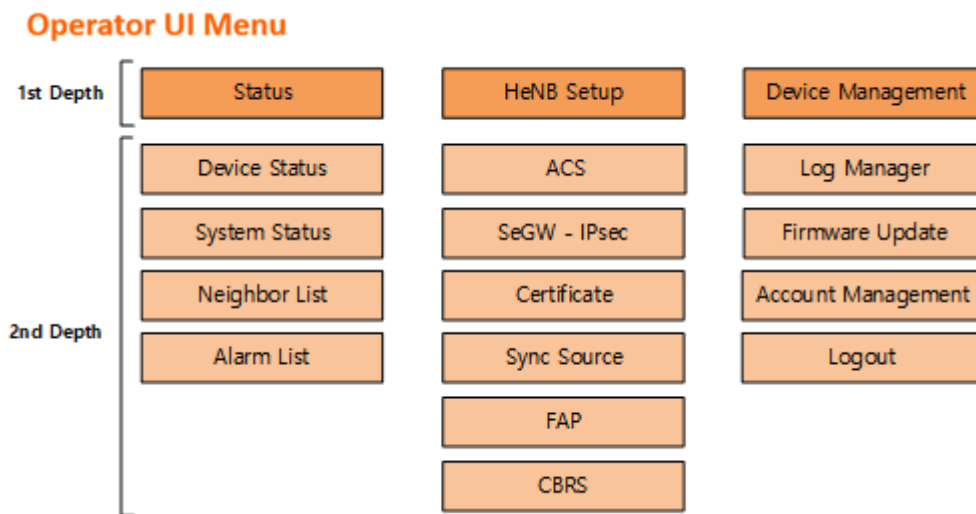 Operator UI Menu
1st Depth
Status
HeNB Setup
Device Management
2nd Depth
Device Status
ACS
Log Manager
System Status
SeGW - IPsec
Firmware Update
Neighbor List
Certificate
Account Management
Alarm List
Sync Source
Logout
FAP
CBRS